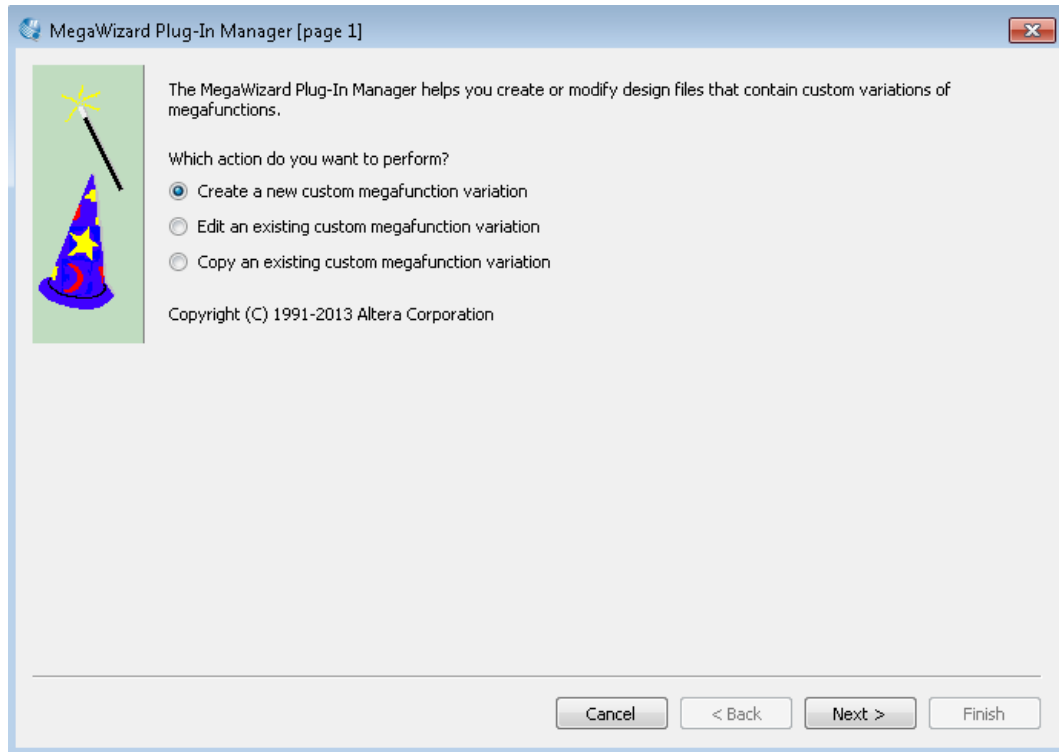 MegaWizard Plug-In Manager [page 1]
The MegaWizard Plug-In Manager helps you create or modify design files that contain custom variations of
megafunctions.
Which action do you want to perform?
Create a new custom megafunction variation
Edit an existing custom megafunction variation
Copy an existing custom megafunction variation
Copyright (C) 1991-2013 Altera Corporation
Cancel
< Back
Next >
Finish